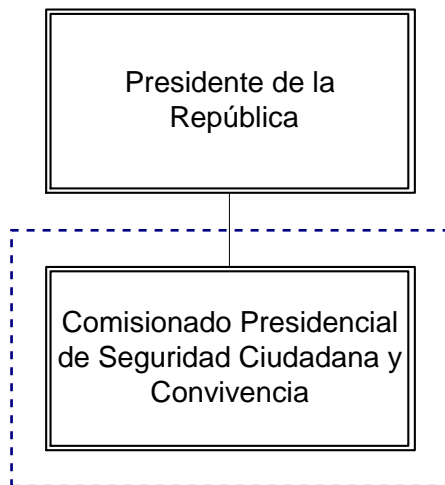 Presidente de la
República
Comisionado Presidencial
de Seguridad Ciudadana y
Convivencia